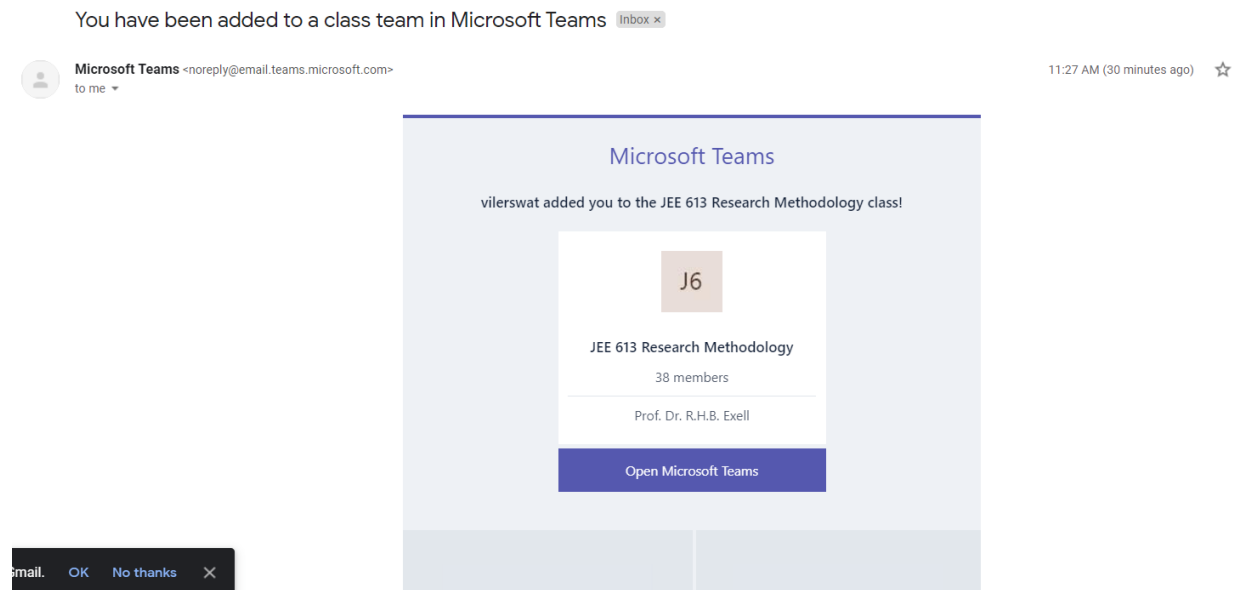 You have been added to a class team in Microsoft Teams Inbox ×
Microsoft Teams <noreply@email.teams.microsoft.com> 11:27 AM (30 minutes ago)
to me
Microsoft Teams
vilerswat added you to the JEE 613 Research Methodology class!
J6
JEE 613 Research Methodology
38 members
Prof. Dr. R.H.B. Exell
Open Microsoft Teams
Gmail. OK No thanks